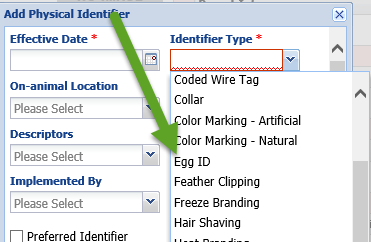 Add Physical Identifier
Effective Date *
Identifier Type *
On-animal Location
Please Select
Descriptors
Please Select
Implemented By
Please Select
Preferred Identifier
Coded Wire Tag
Collar
Color Marking - Artificial
Color Marking - Natural
Egg ID
Feather Clipping
Freeze Branding
Hair Shaving